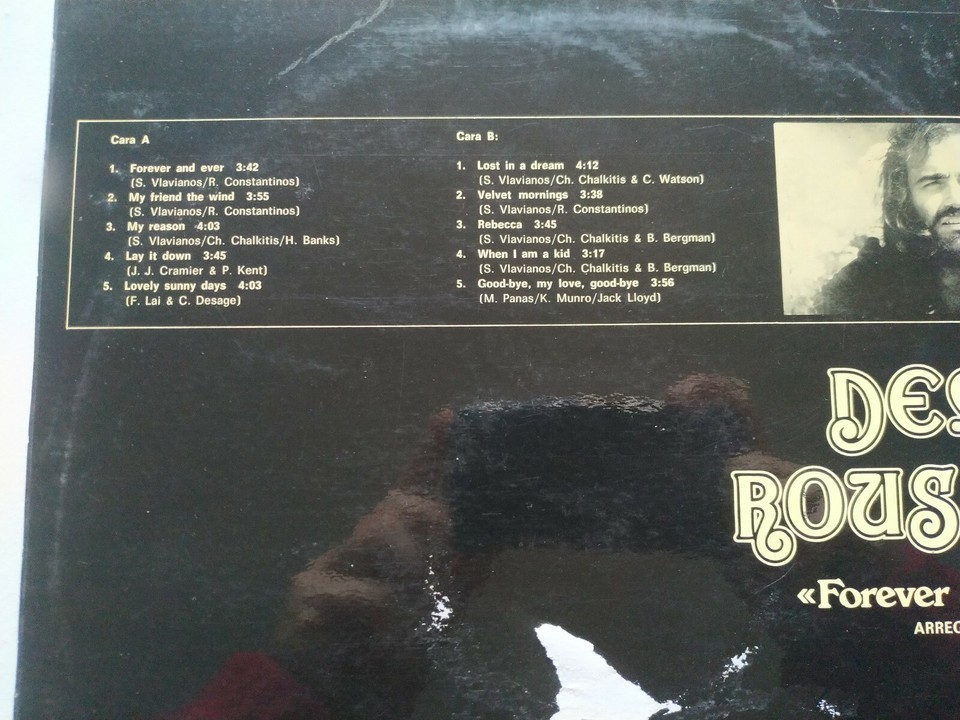 Cara A
1. Forever and ever 3:42
(S. Vlavianos/R. Constantinos)
2. My friend the wind 3:55
(S. Vlavianos/R. Constantinos)
3. My reason 4:03
(S. Vlavianos/Ch. Chalkitis/H. Banks)
4. Lay it down 3:45
(J. J. Cramier & P. Kent)
5. Lovely sunny days 4:03
(F. Lai & C. Desage)
Cara B:
1. Lost in a dream 4:12
(S. Vlavianos/Ch. Chalkitis & C. Watson)
2. Velvet mornings 3:38
(S. Vlavianos/R. Constantinos)
3. Rebecca 3:45
(S. Vlavianos/Ch. Chalkitis & B. Bergman)
4. When I am a kid 3:17
(S. Vlavianos/Ch. Chalkitis & B. Bergman)
5. Good-bye, my love, good-bye 3:56
(M. Panas/K. Munro/Jack Lloyd)
DES
ROUS
«Forever
ARREG